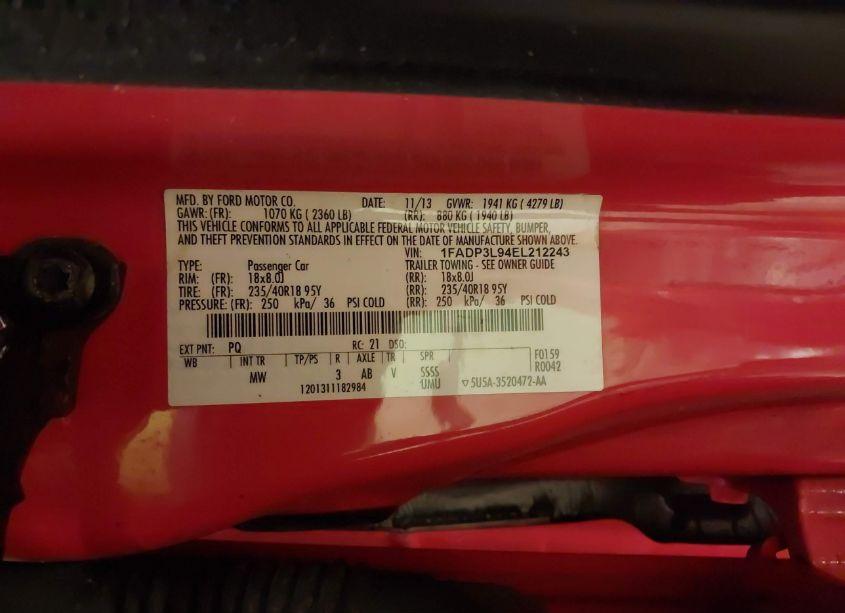 MFD. BY FORD MOTOR CO. DATE: 11/13 GVWR: 1941 KG ( 4279 LB)
GAWR: (FR): 1070 KG ( 2360 LB) (RR): 880 KG ( 1940 LB)
THIS VEHICLE CONFORMS TO ALL APPLICABLE FEDERAL MOTOR VEHICLE SAFETY, BUMPER,
AND THEFT PREVENTION STANDARDS IN EFFECT ON THE DATE OF MANUFACTURE SHOWN ABOVE.
VIN: 1FADP3L94EL212243
TYPE: Passenger Car TRAILER TOWING - SEE OWNER GUIDE
RIM: (FR): 18x8.0J (RR): 18x8.0J
TIRE: (FR): 235/40R18 95Y (RR): 235/40R18 95Y
PRESSURE: (FR): 250 kPa/ 36 PSI COLD (RR): 250 kPa/ 36 PSI COLD
EXT PNT: PQ RC: 21 DSO:
WB INT TR TP/PS R AXLE TR SPR F0159
MW 3 AB V SSSS R0042
1201311182984 UMU ▽5U5A-3520472-AA